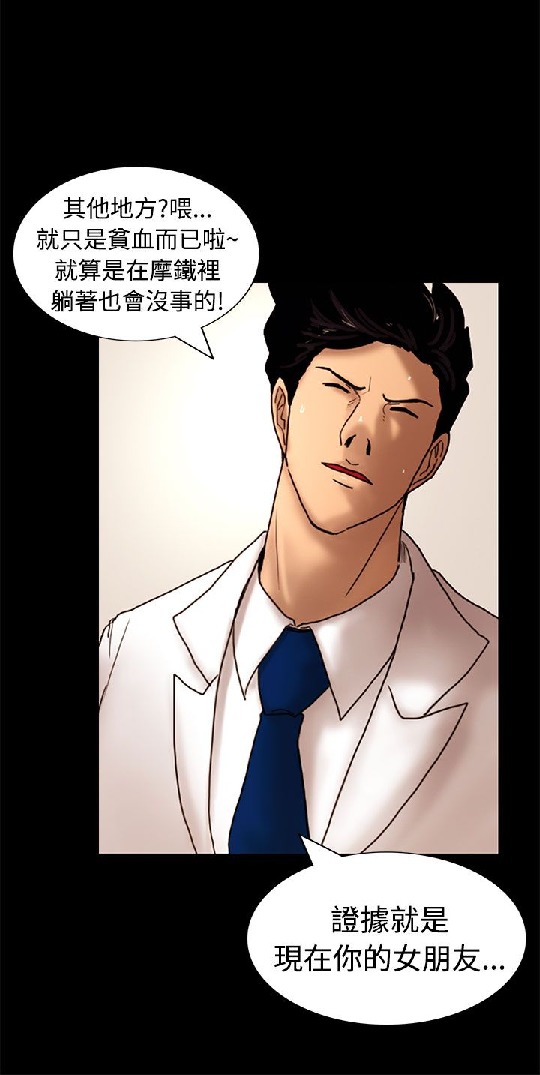 其他地方?喂...
就只是貧血而已啦~
就算是在摩鐵裡
躺著也會沒事的!
證據就是
現在你的女朋友...